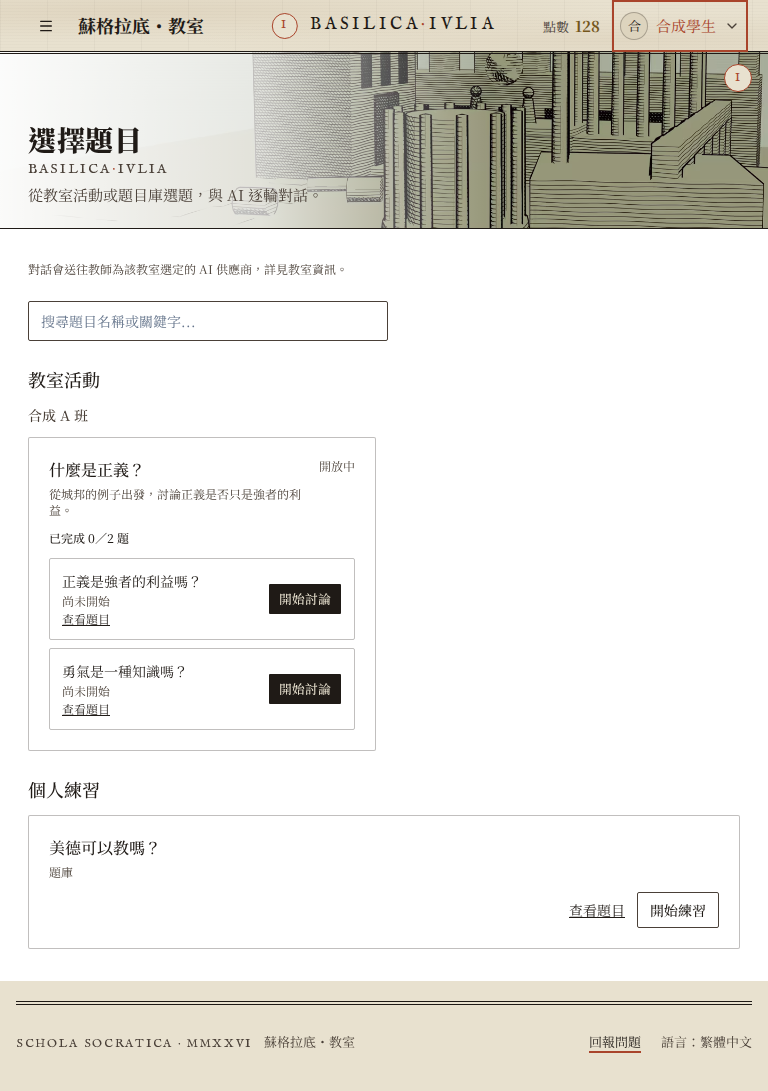 蘇格拉底・教室
I BASILICA·IVLIA
點數 128
合 合成學生
I
選擇題目
BASILICA·IVLIA
從教室活動或題目庫選題，與 AI 逐輪對話。
對話會送往教師為該教室選定的 AI 供應商，詳見教室資訊。
搜尋題目名稱或關鍵字…
教室活動
合成 A 班
什麼是正義？
開放中
從城邦的例子出發，討論正義是否只是強者的利
益。
已完成 0／2 題
正義是強者的利益嗎？
尚未開始
查看題目
開始討論
勇氣是一種知識嗎？
尚未開始
查看題目
開始討論
個人練習
美德可以教嗎？
題庫
查看題目 開始練習
SCHOLA SOCRATICA · MMXXVI 蘇格拉底・教室
回報問題 語言：繁體中文